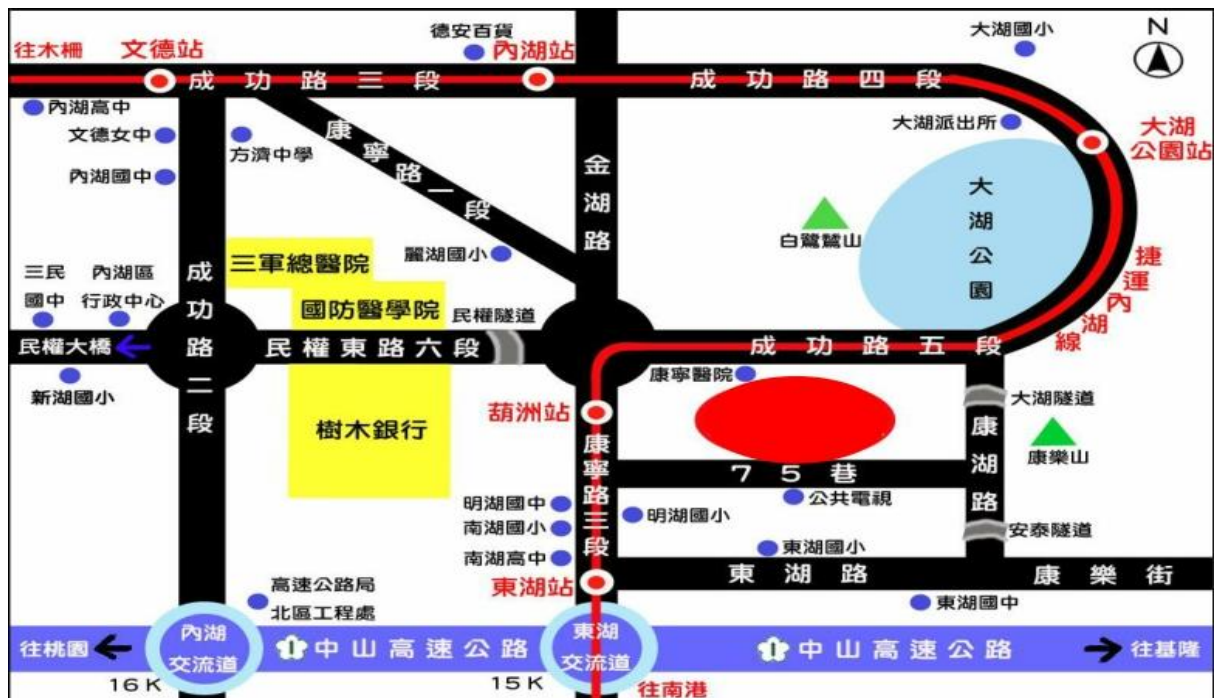 德安百貨
大湖國小
N
往木柵
文德站
內湖站
成功路三段
成功路四段
內湖高中
文德女中
方濟中學
康寧路一段
大湖派出所
大湖
公園站
內湖國中
金湖路
大湖公園
白鷺鷥山
三軍總醫院
麗湖國小
三民
國中
內湖區
行政中心
成功路二段
國防醫學院
民權隧道
捷運內湖線
民權大橋
民權東路六段
成功路五段
新湖國小
康寧醫院
大湖隧道
葫洲站
樹木銀行
康寧路三段
康湖路
康樂山
75巷
明湖國中
明湖國小
公共電視
南湖國小
安泰隧道
南湖高中
東湖國小
東湖站
東湖路
康樂街
高速公路局
北區工程處
東湖國中
往桃園
內湖
交流道
1
中山高速公路
東湖
交流道
1
中山高速公路
往基隆
16K
15K
往南港